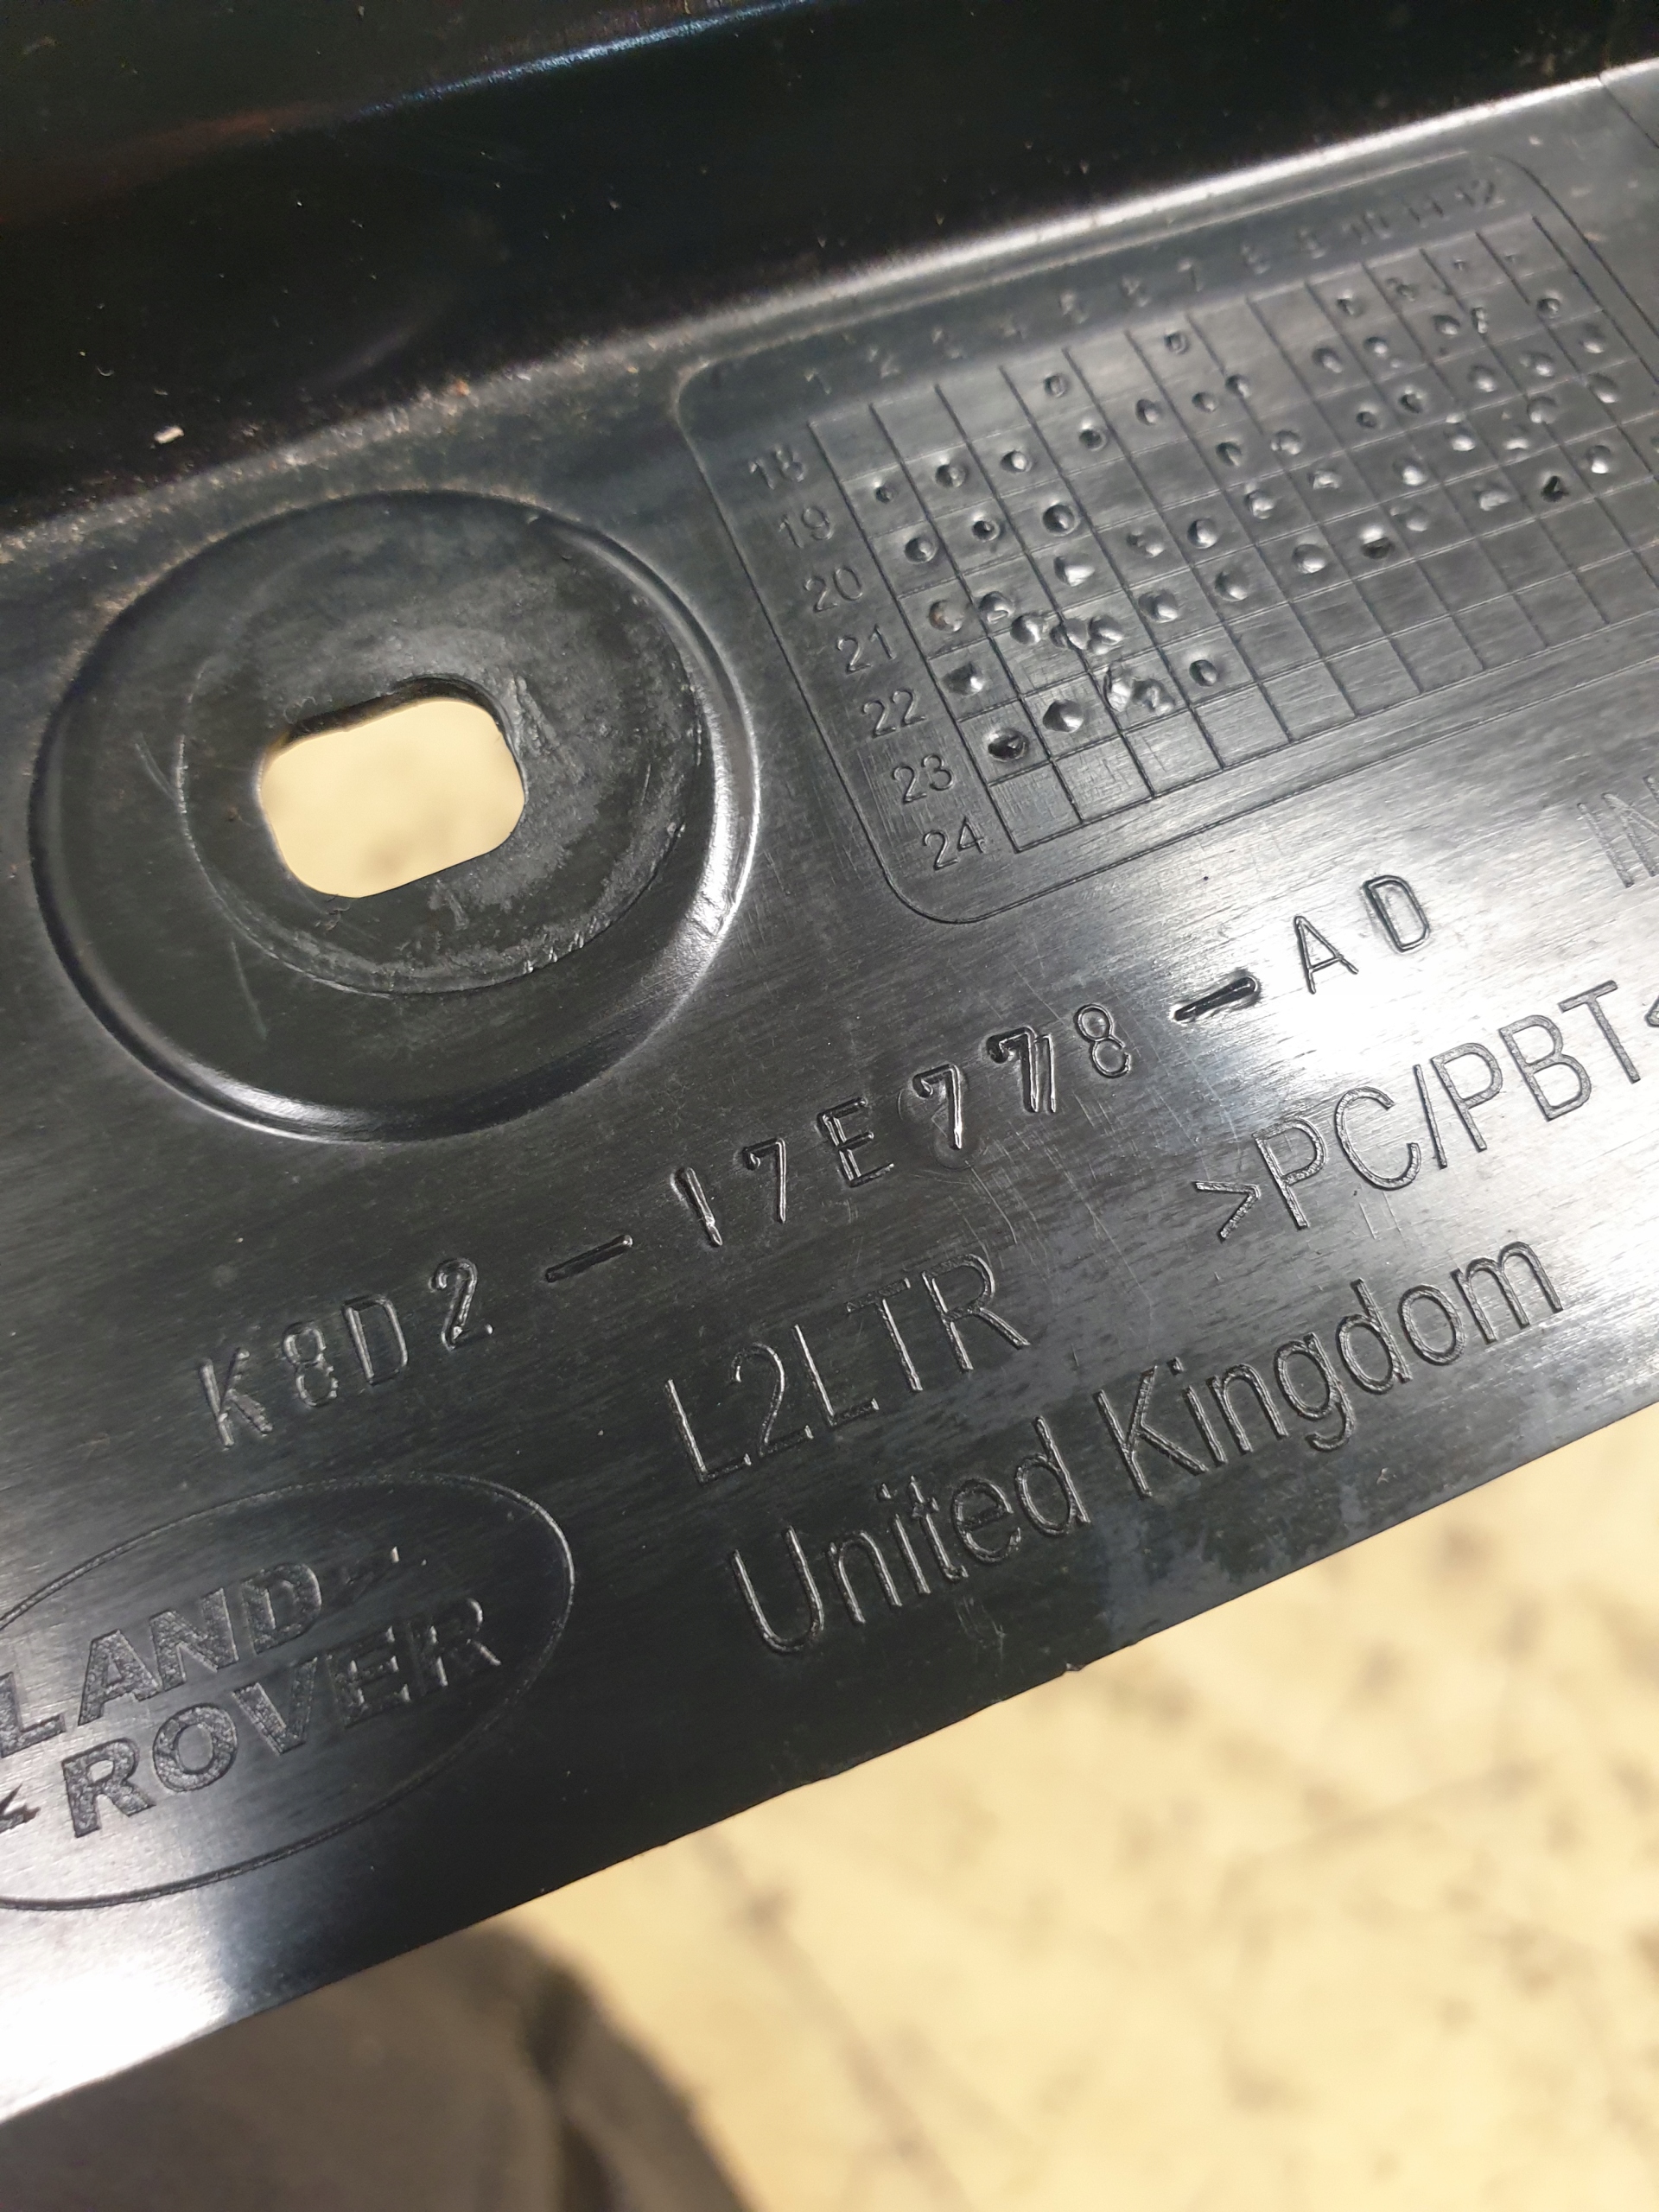 1 2 3 4 5 6 7 8 9 10 11 12
18
19
20
21
22
23
24
IN
K8D2-17E778-AD
L2LTR >PC/PBT<
United Kingdom
LAND
ROVER